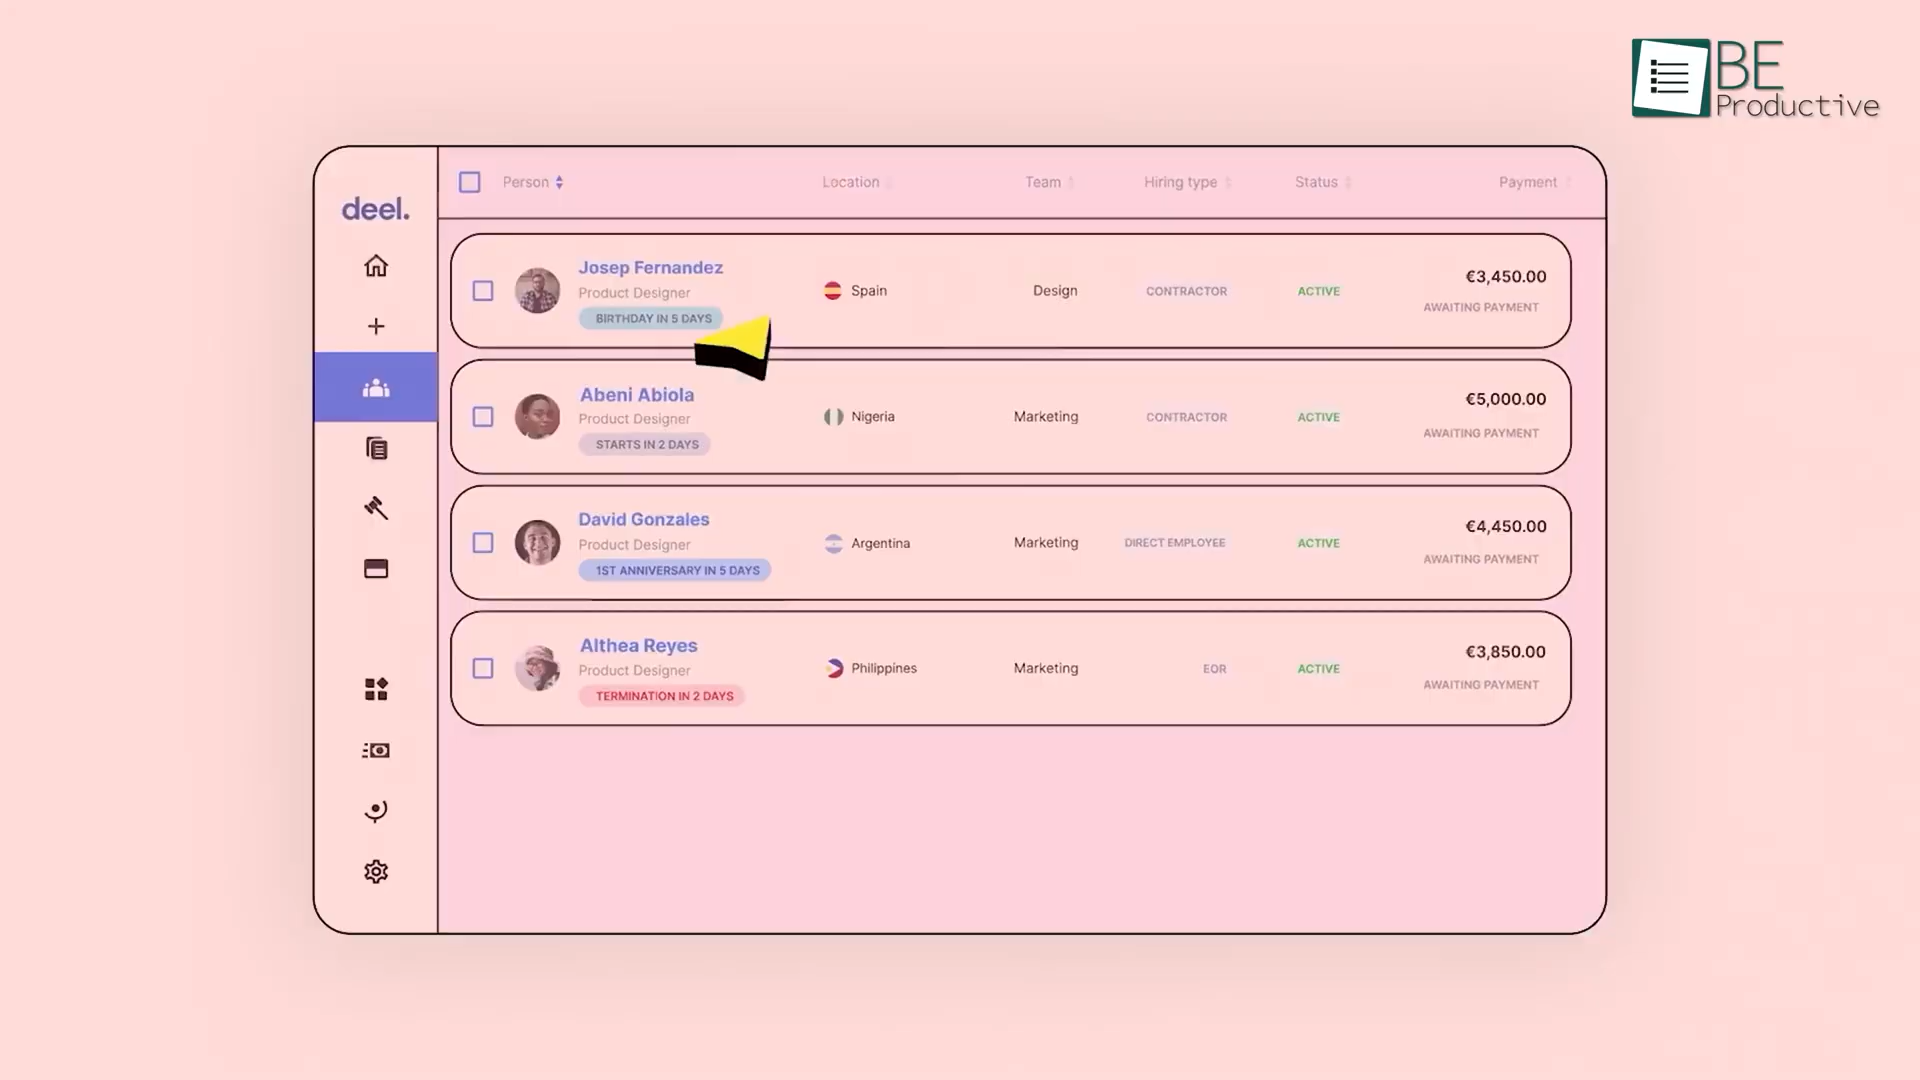 BE
Productive
deel.
Person Location Team Hiring type Status Payment
Josep Fernandez
Product Designer
BIRTHDAY IN 5 DAYS
Spain Design CONTRACTOR ACTIVE
€3,450.00
AWAITING PAYMENT
Abeni Abiola
Product Designer
STARTS IN 2 DAYS
Nigeria Marketing CONTRACTOR ACTIVE
€5,000.00
AWAITING PAYMENT
David Gonzales
Product Designer
1ST ANNIVERSARY IN 5 DAYS
Argentina Marketing DIRECT EMPLOYEE ACTIVE
€4,450.00
AWAITING PAYMENT
Althea Reyes
Product Designer
TERMINATION IN 2 DAYS
Philippines Marketing EOR ACTIVE
€3,850.00
AWAITING PAYMENT